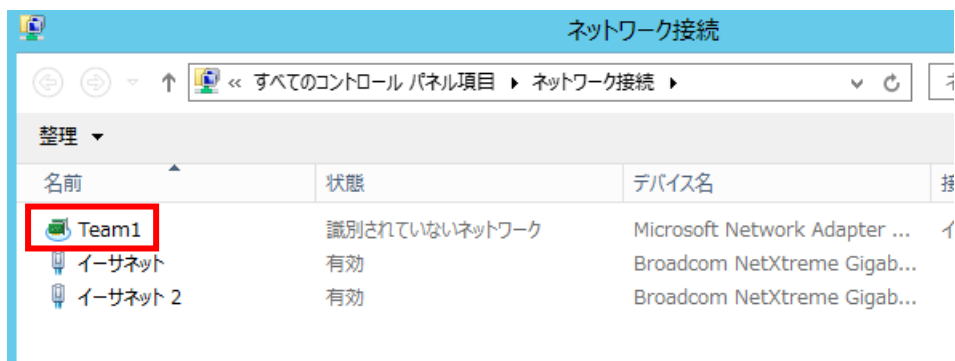 ネットワーク接続
« すべてのコントロール パネル項目 ▶ ネットワーク接続 ▶
整理 ▼
名前 状態 デバイス名
Team1 識別されていないネットワーク Microsoft Network Adapter ...
イーサネット 有効 Broadcom NetXtreme Gigab...
イーサネット 2 有効 Broadcom NetXtreme Gigab...